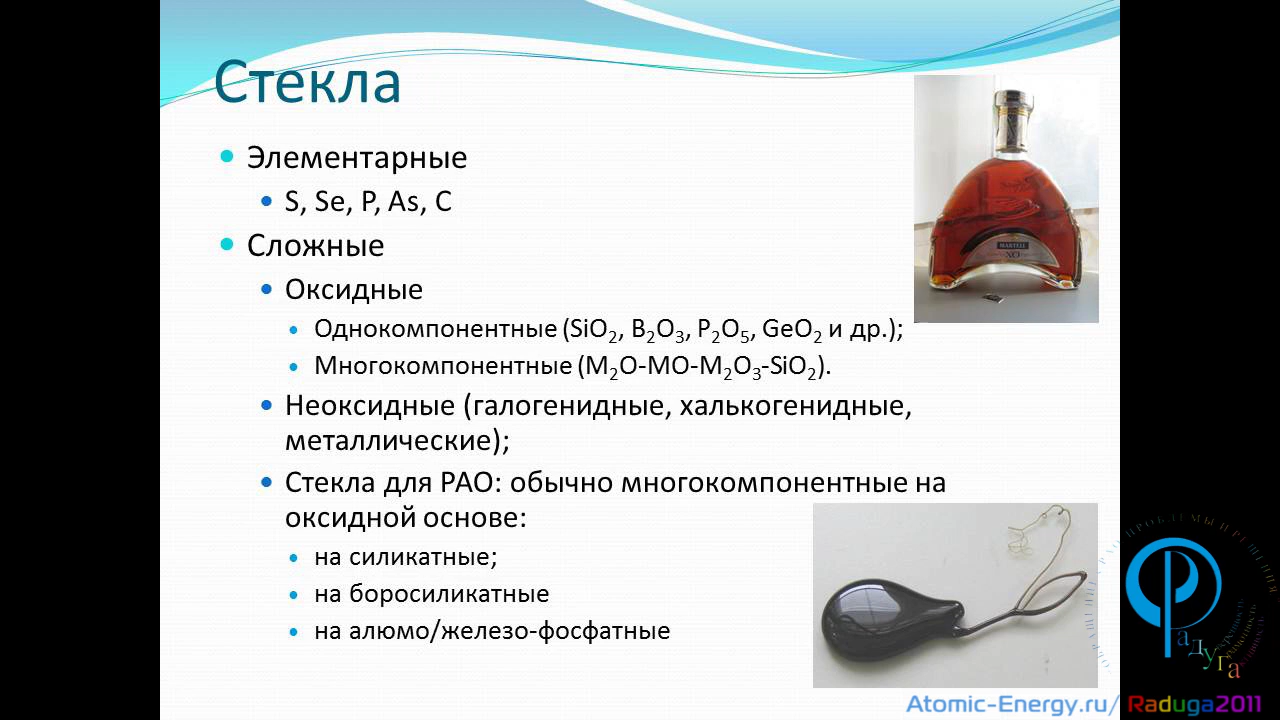 Стекла
Элементарные
S, Se, P, As, C
Сложные
Оксидные
Однокомпонентные (SiO₂, B₂O₃, P₂O₅, GeO₂ и др.);
Многокомпонентные (M₂O-MO-M₂O₃-SiO₂).
Неоксидные (галогенидные, халькогенидные,
металлические);
Стекла для РАО: обычно многокомпонентные на
оксидной основе:
на силикатные;
на боросиликатные
на алюмо/железо-фосфатные
MARTELL
XO
Радуга
Atomic-Energy.ru/ Raduga2011